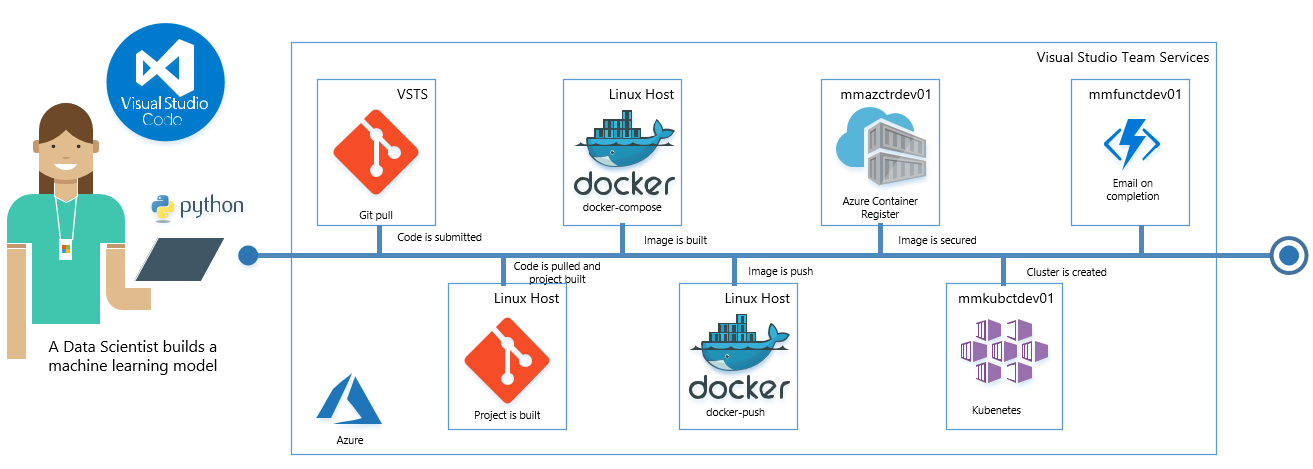 Visual Studio
Code
python
A Data Scientist builds a
machine learning model
Visual Studio Team Services
VSTS
Git pull
Code is submitted
Linux Host
docker
docker-compose
Image is built
mmazctrdev01
Azure Container
Register
Image is secured
mmfunctdev01
Email on
completion
Code is pulled and
project built
Linux Host
Project is built
Image is push
Linux Host
docker
docker-push
Cluster is created
mmkubctdev01
Kubenetes
Azure